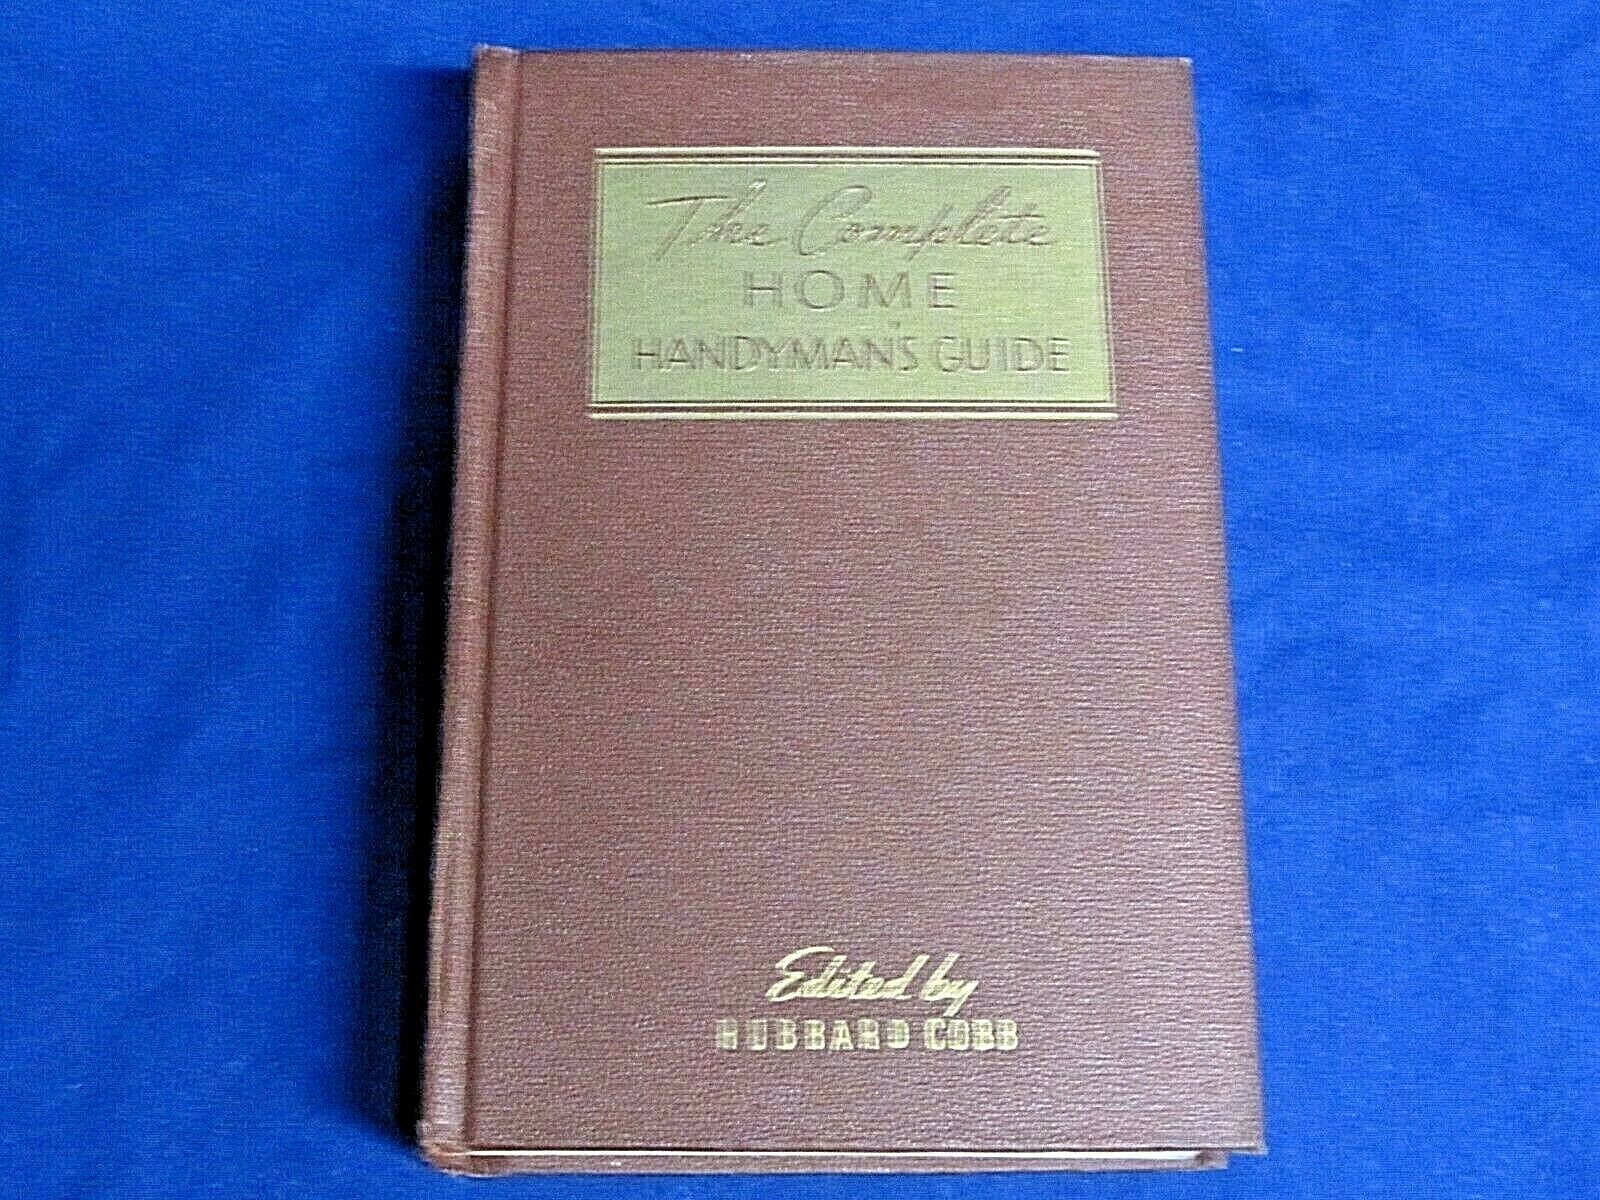 The Complete
HOME
HANDYMAN'S GUIDE
Edited by
HUBBARD COBB